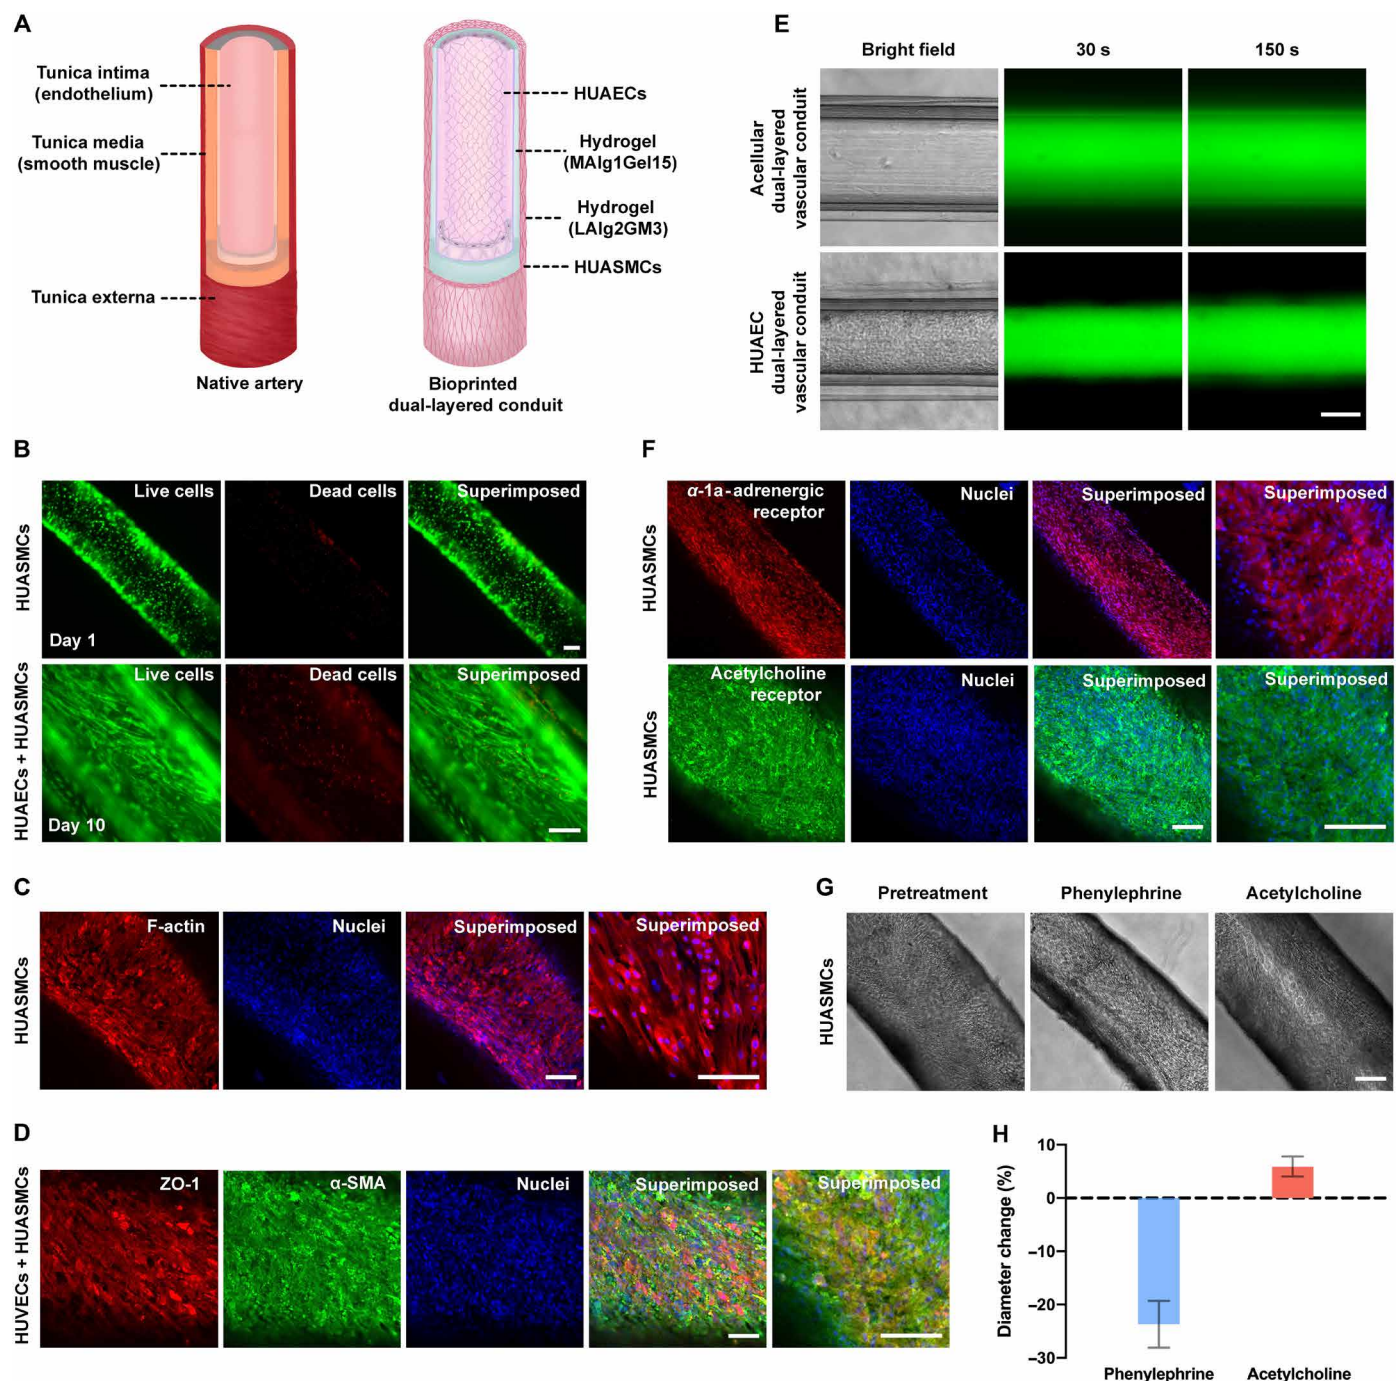 A
Tunica intima
(endothelium)
Tunica media
(smooth muscle)
Tunica externa
Native artery
HUAECs
Hydrogel
(MAlg1Gel15)
Hydrogel
(LAlg2GM3)
HUASMCs
Bioprinted
dual-layered conduit
E
Bright field
30 s
150 s
Acellular
dual-layered
vascular conduit
HUAEC
dual-layered
vascular conduit
B
HUASMCs
Live cells
Dead cells
Superimposed
Day 1
HUAECs + HUASMCs
Live cells
Dead cells
Superimposed
Day 10
F
HUASMCs
α-1a-adrenergic
receptor
Nuclei
Superimposed
Superimposed
HUASMCs
Acetylcholine
receptor
Nuclei
Superimposed
Superimposed
C
HUASMCs
F-actin
Nuclei
Superimposed
Superimposed
G
Pretreatment
Phenylephrine
Acetylcholine
HUASMCs
D
HUVECs + HUASMCs
ZO-1
α-SMA
Nuclei
Superimposed
Superimposed
H
Diameter change (%)
10
0
–10
–20
–30
Phenylephrine
Acetylcholine